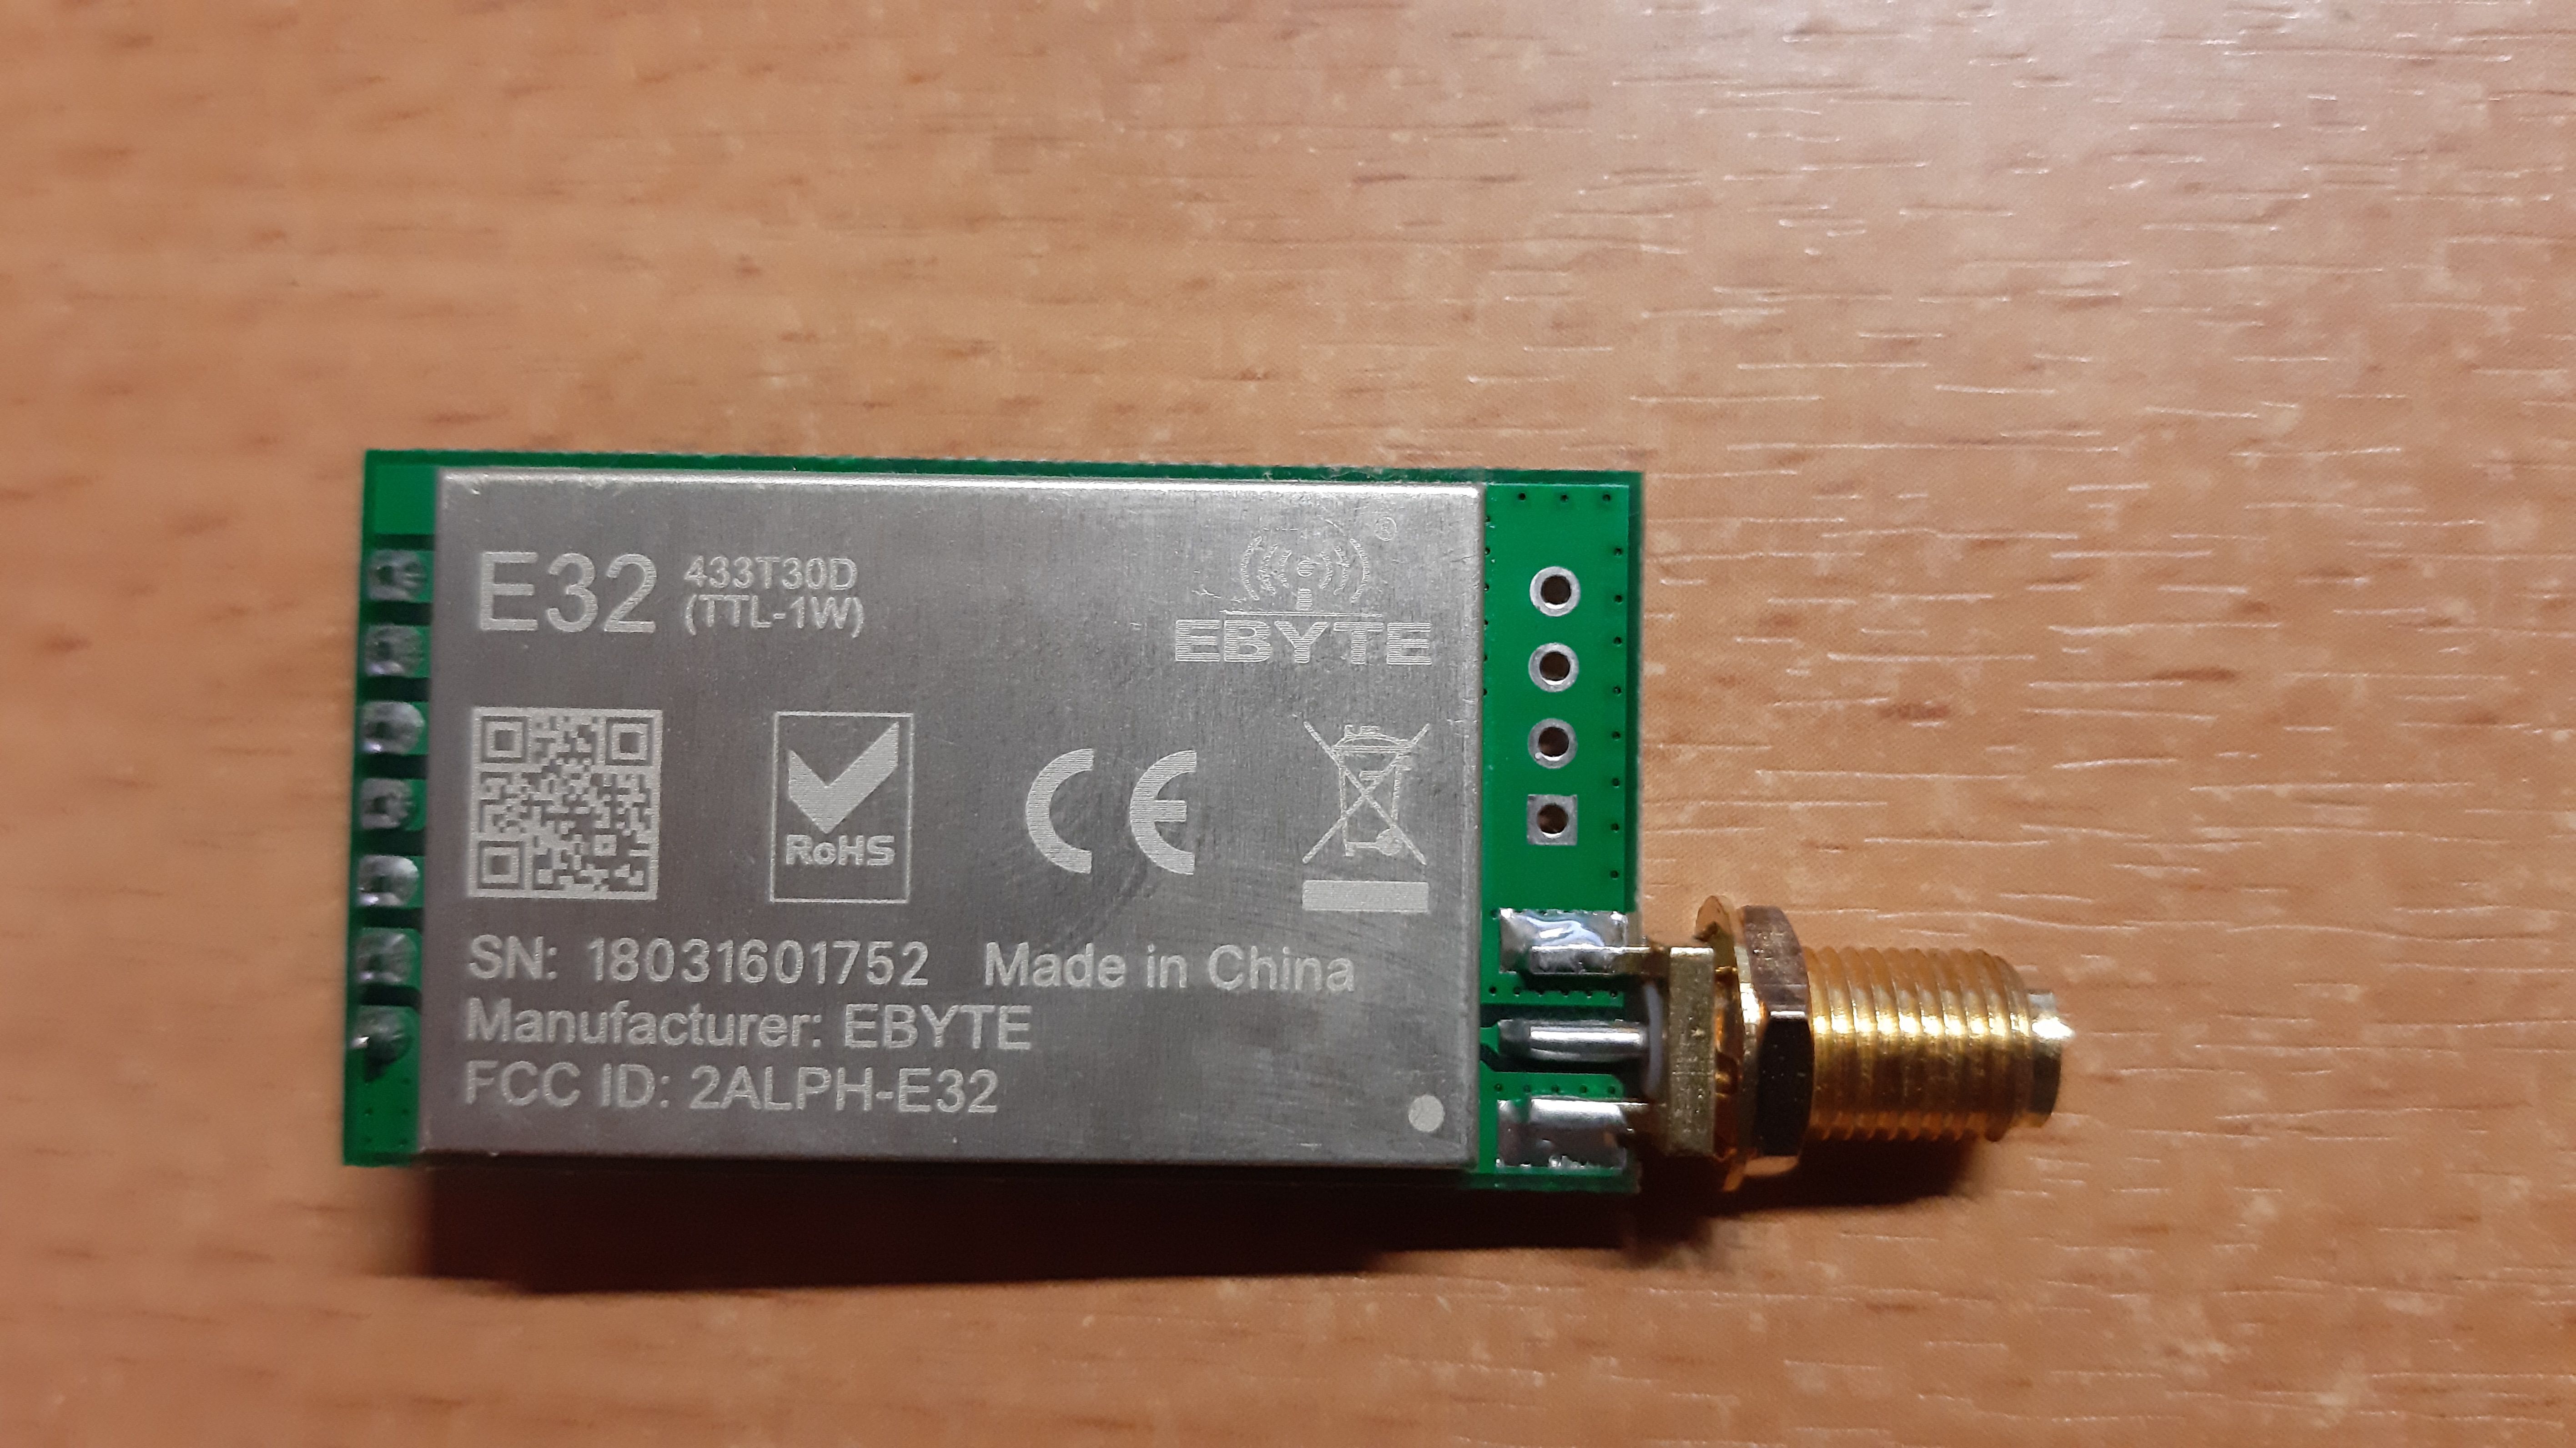 E32 433T30D
(TTL-1W)
®
EBYTE
RoHS
CE
SN: 18031601752 Made in China
Manufacturer: EBYTE
FCC ID: 2ALPH-E32